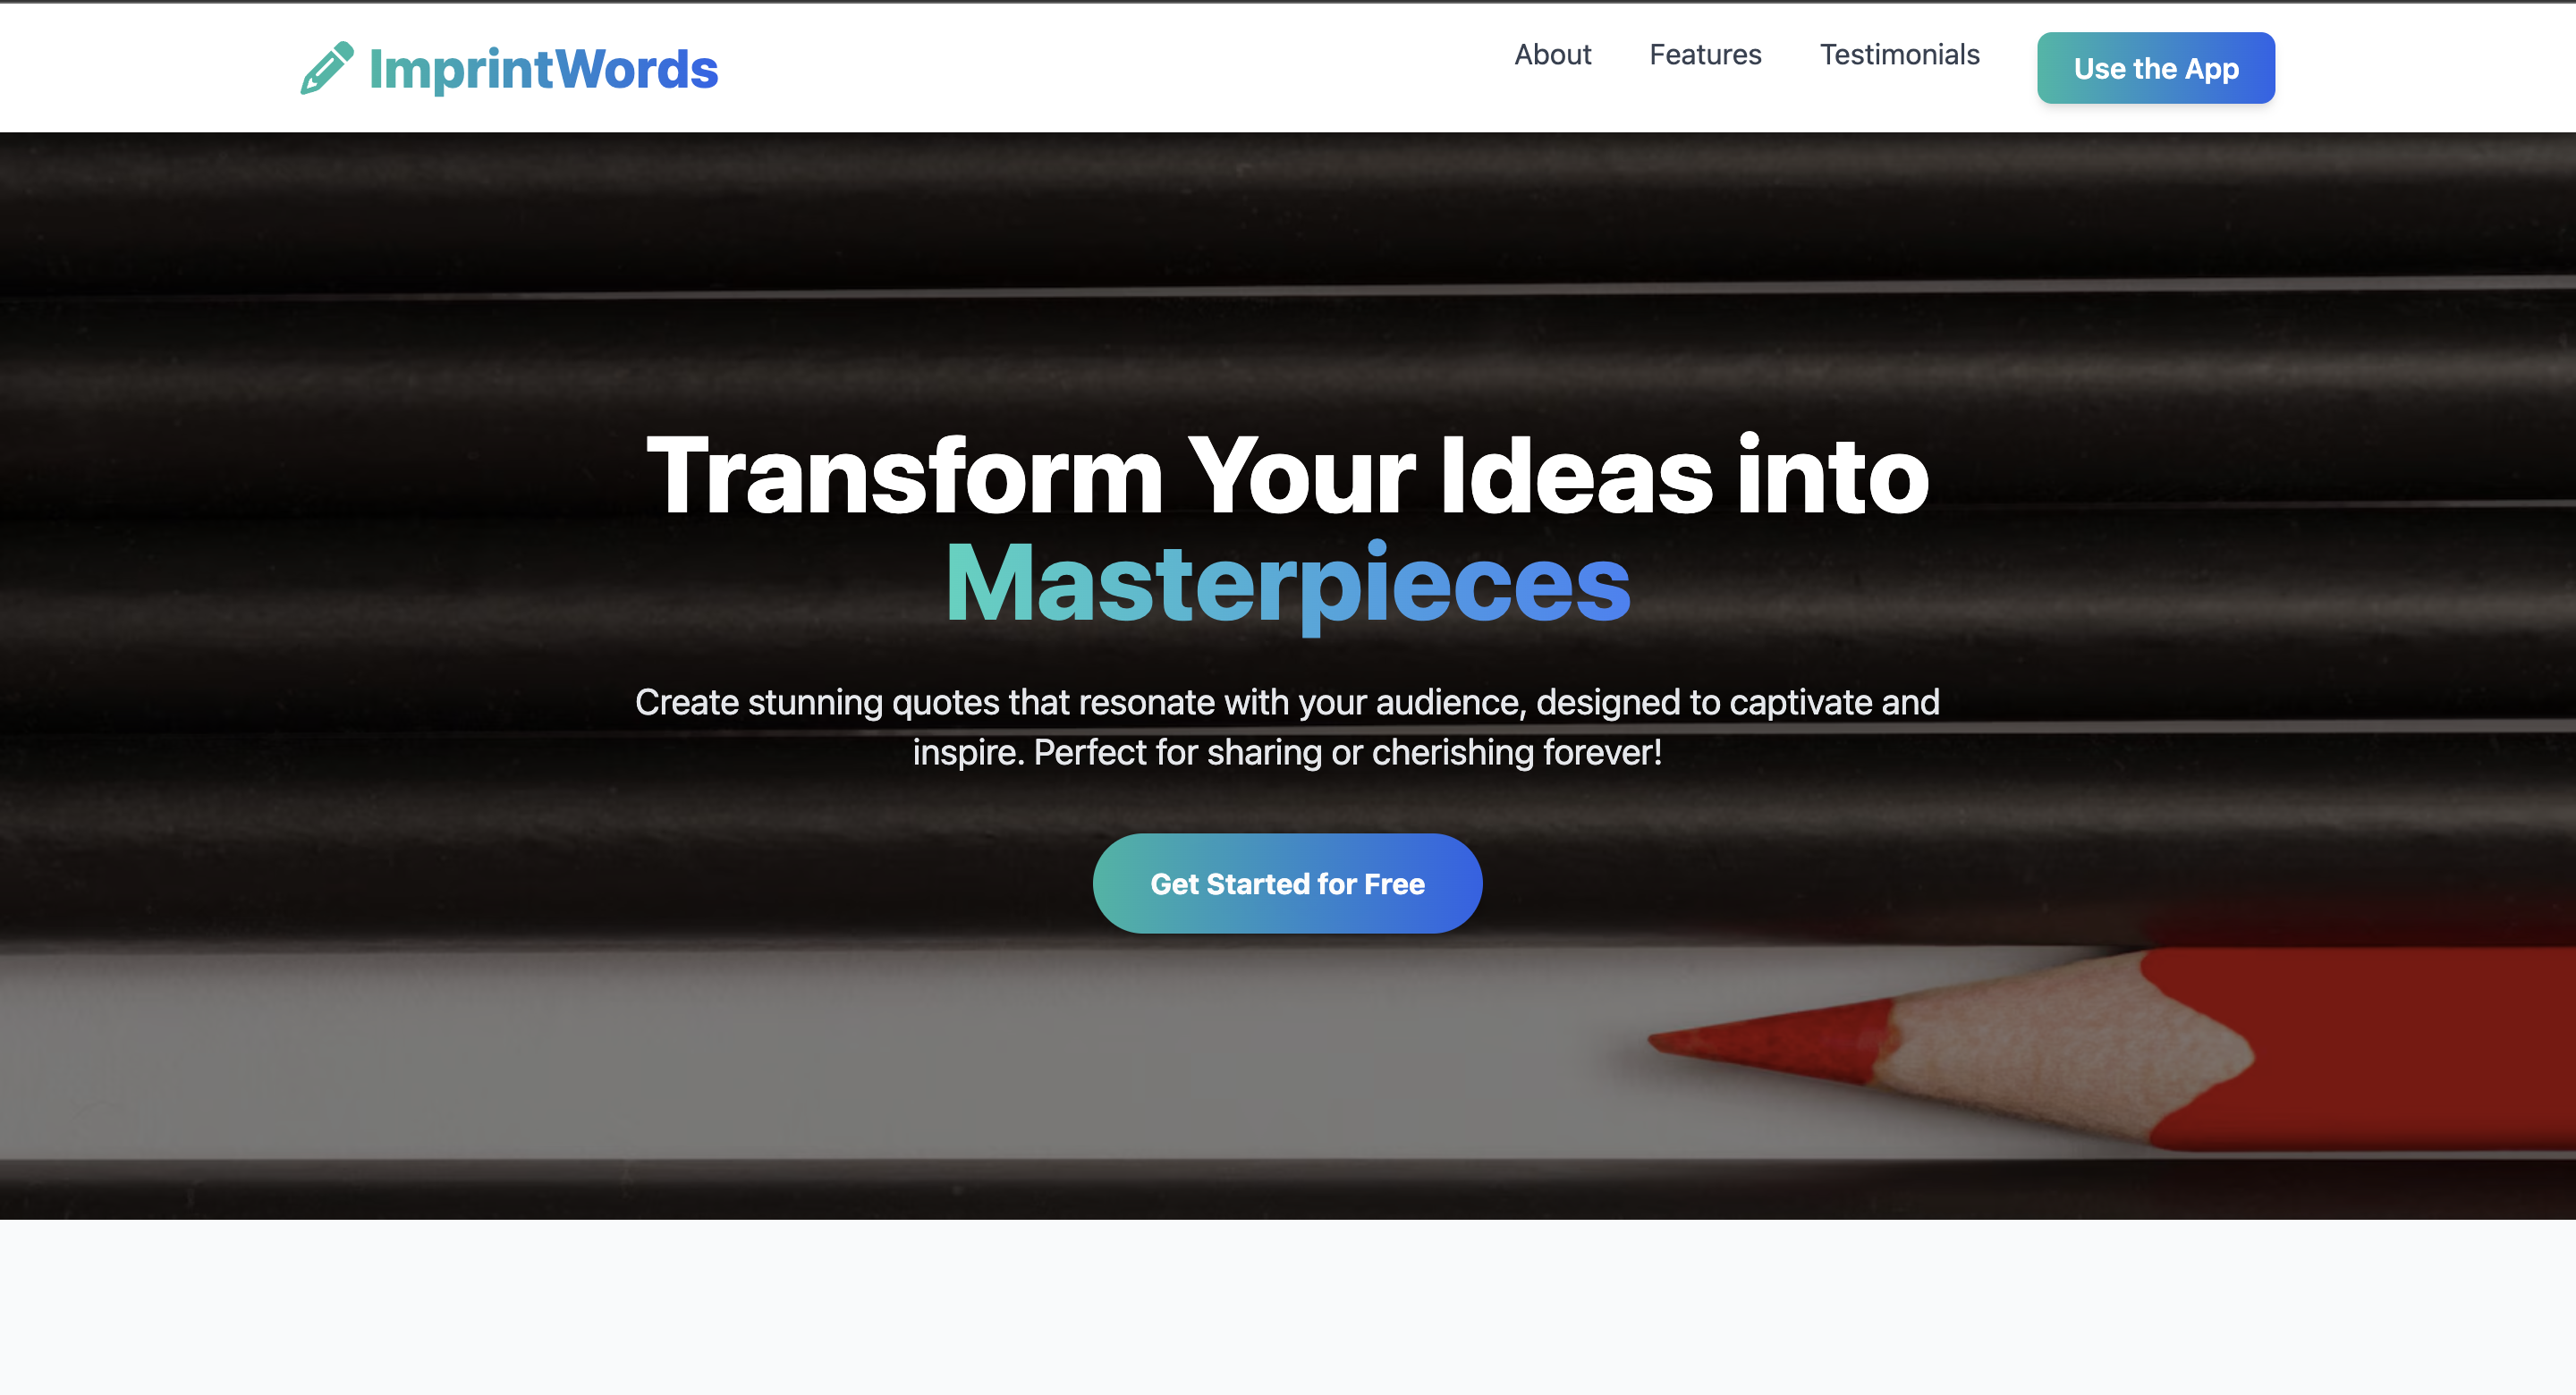 ImprintWords
About
Features
Testimonials
Use the App
Transform Your Ideas into
Masterpieces
Create stunning quotes that resonate with your audience, designed to captivate and
inspire. Perfect for sharing or cherishing forever!
Get Started for Free